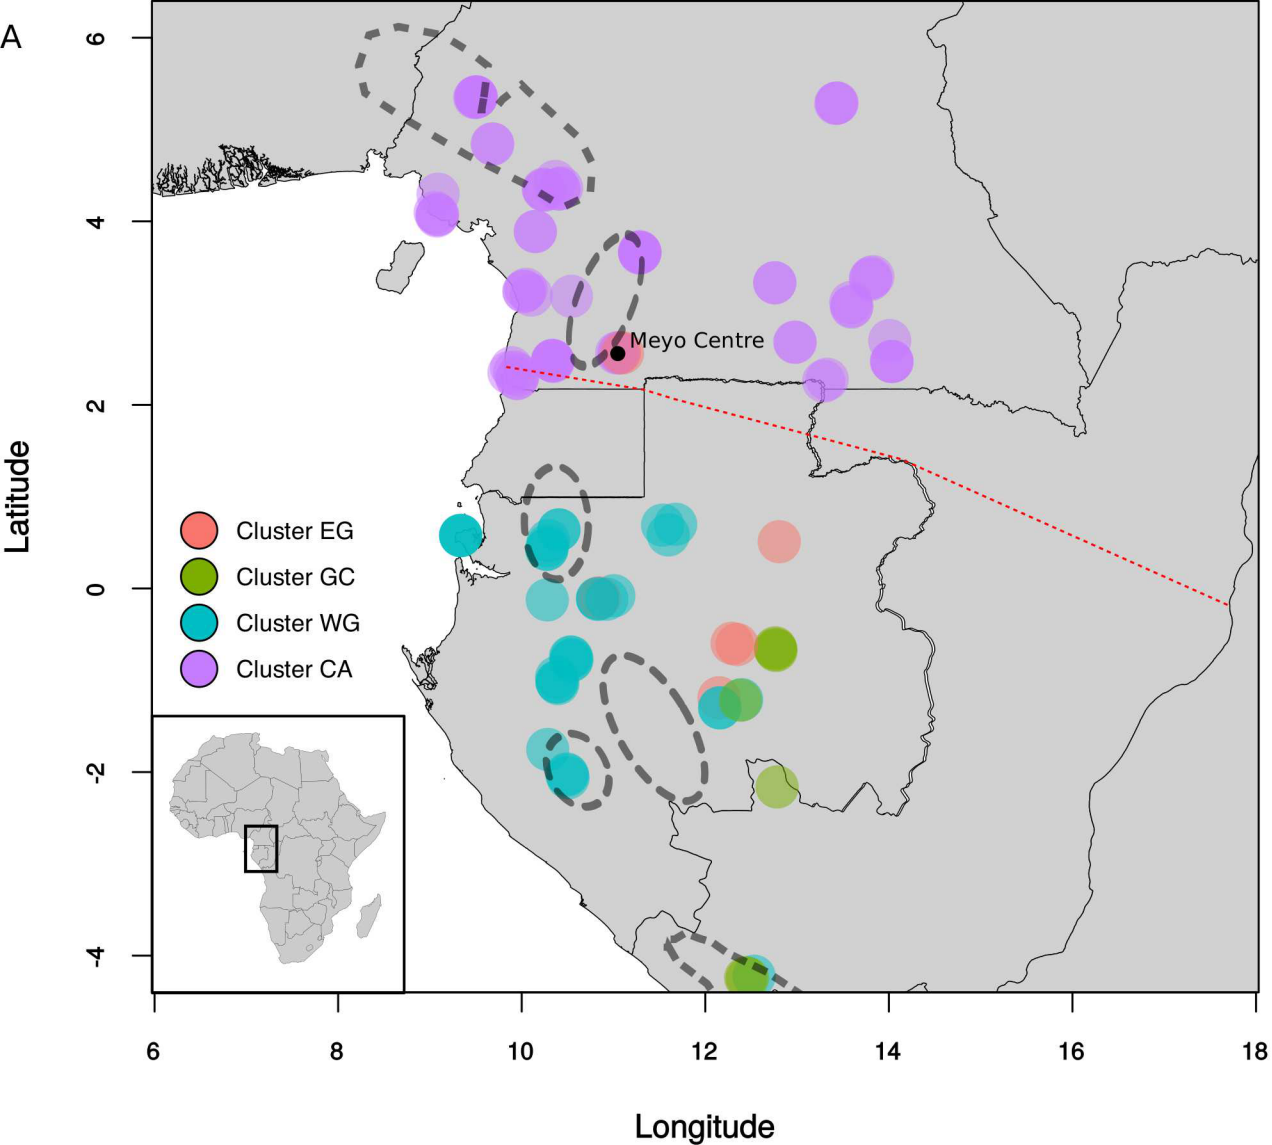 A
6
4
2
0
-2
-4
Latitude
Meyo Centre
Cluster EG
Cluster GC
Cluster WG
Cluster CA
6 8 10 12 14 16 18
Longitude